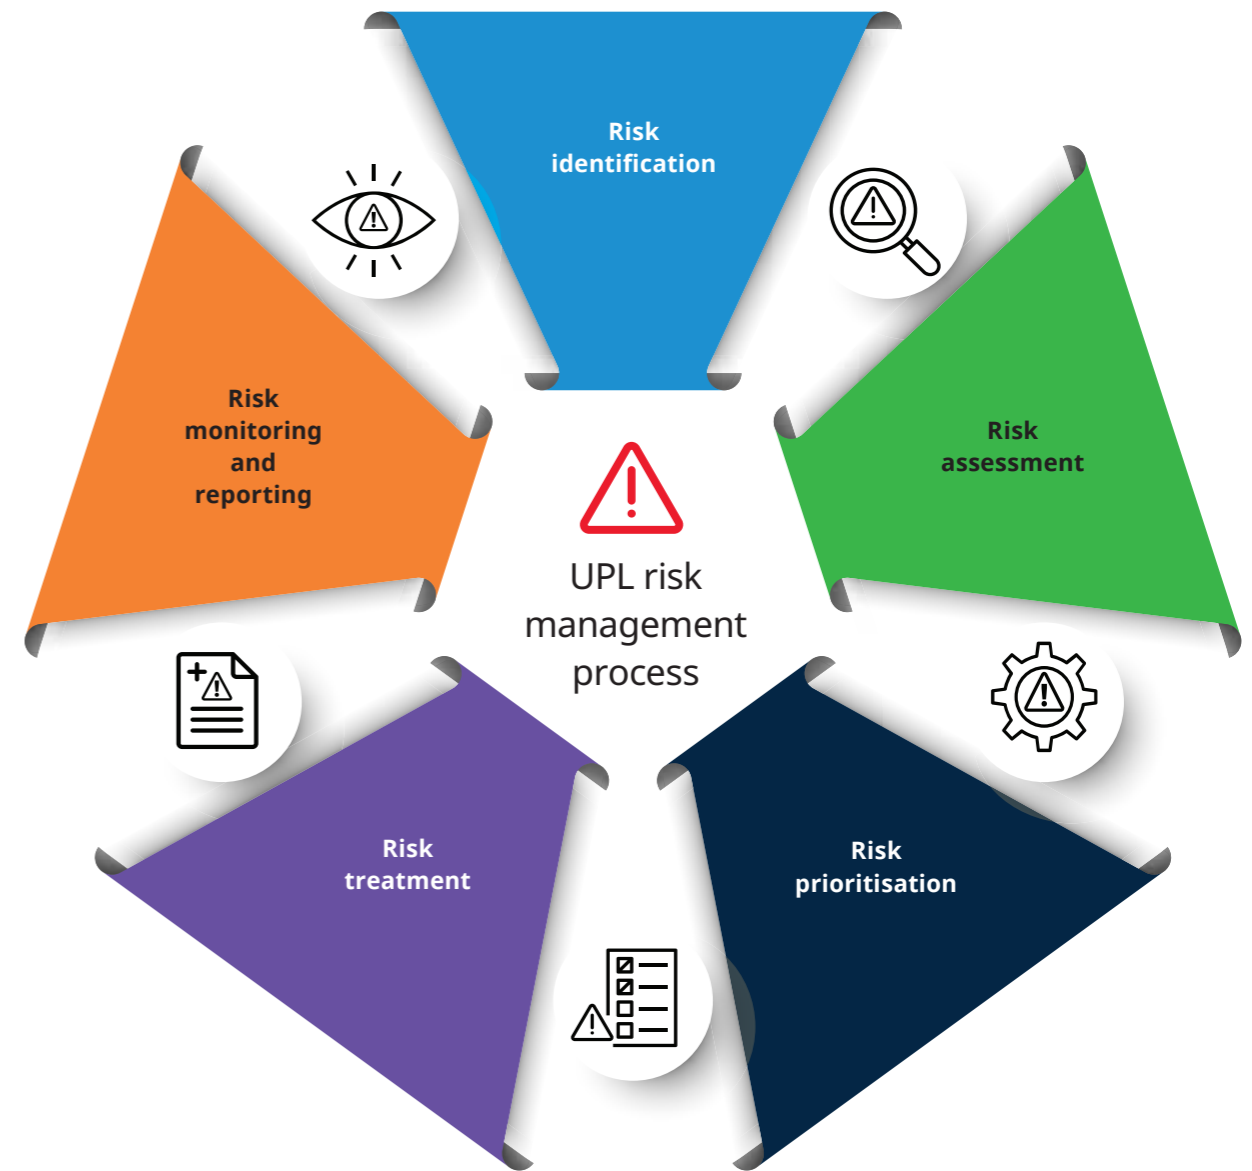 Risk
identification
Risk
assessment
Risk
prioritisation
Risk
treatment
Risk
monitoring
and
reporting
UPL risk
management
process